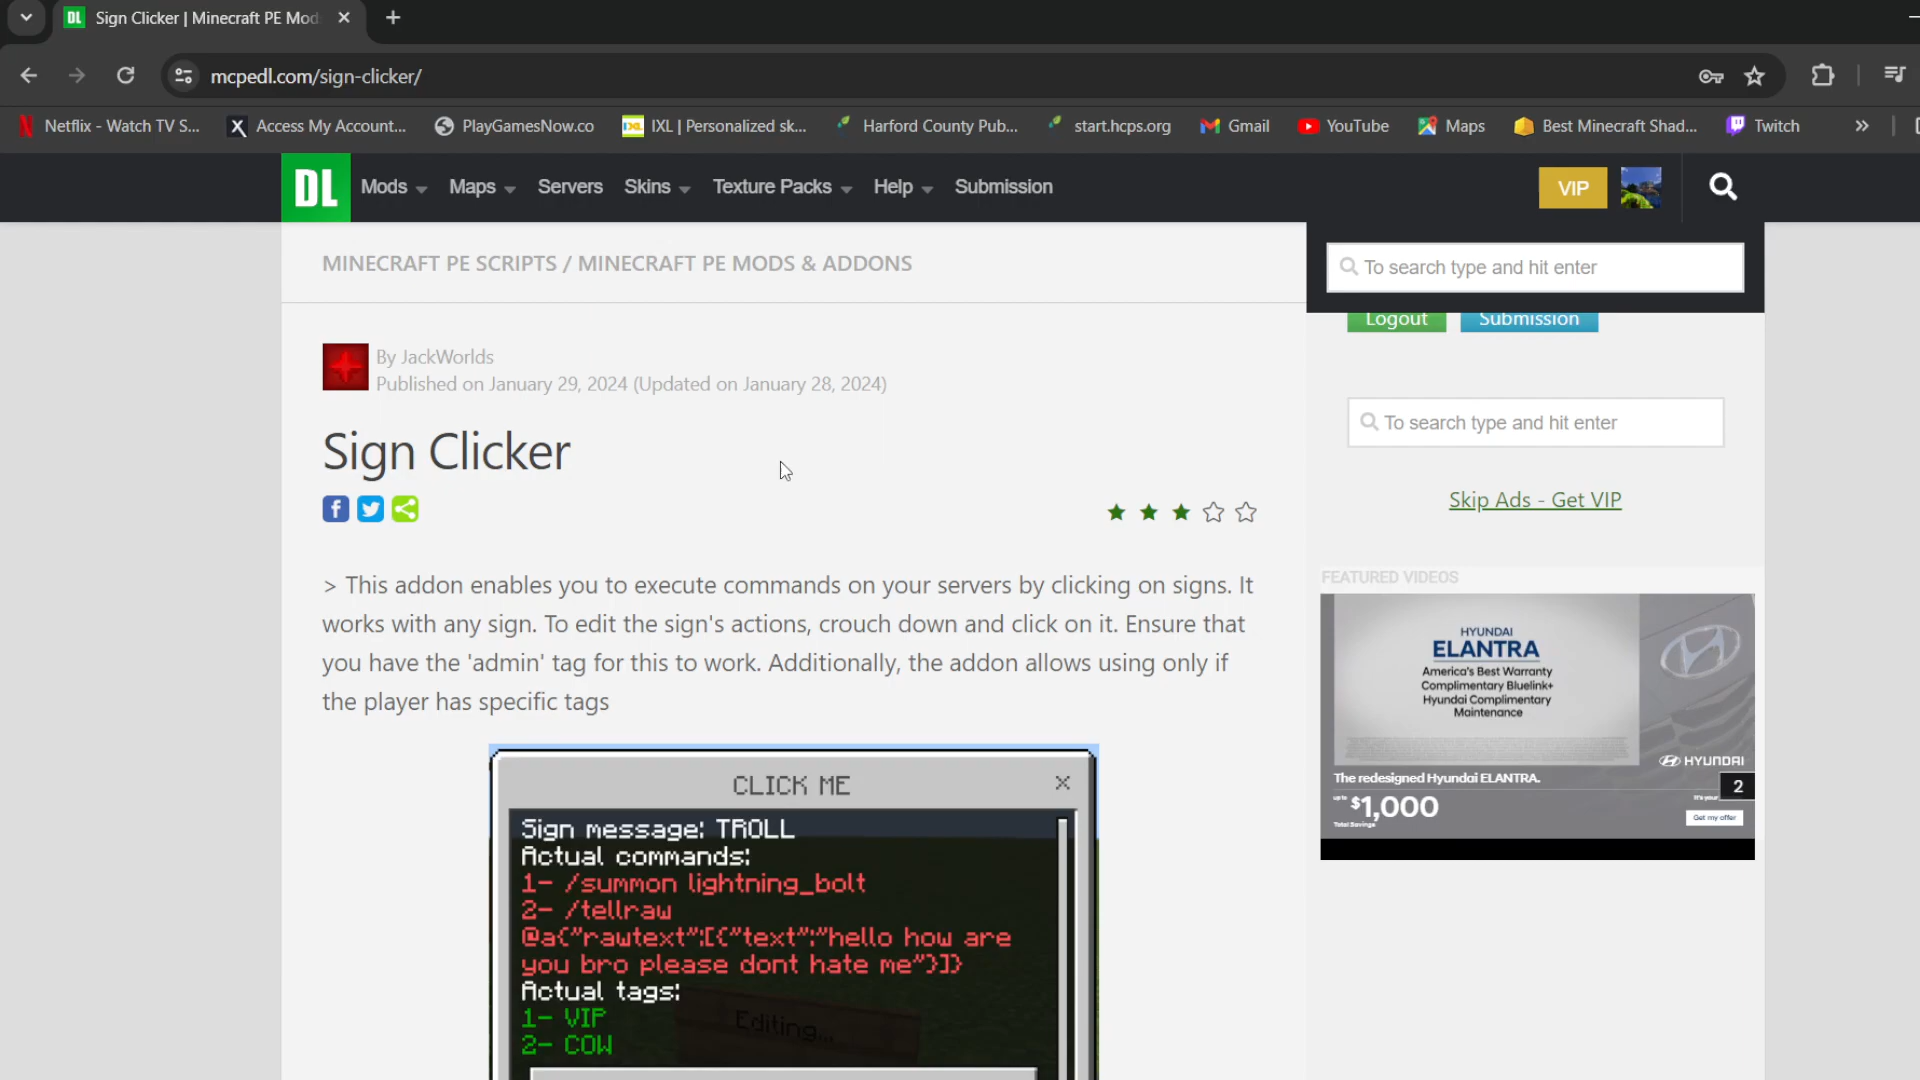 DL Sign Clicker | Minecraft PE Mod
mcpedl.com/sign-clicker/
Netflix - Watch TV S... Access My Account... PlayGamesNow.co IXL | Personalized sk... Harford County Pub... start.hcps.org Gmail YouTube Maps Best Minecraft Shad... Twitch
DL Mods Maps Servers Skins Texture Packs Help Submission VIP
MINECRAFT PE SCRIPTS / MINECRAFT PE MODS & ADDONS
To search type and hit enter
Logout Submission
By JackWorlds
Published on January 29, 2024 (Updated on January 28, 2024)
To search type and hit enter
Sign Clicker
Skip Ads - Get VIP
> This addon enables you to execute commands on your servers by clicking on signs. It
works with any sign. To edit the sign's actions, crouch down and click on it. Ensure that
you have the 'admin' tag for this to work. Additionally, the addon allows using only if
the player has specific tags
FEATURED VIDEOS
HYUNDAI
ELANTRA
America's Best Warranty
Complimentary Bluelink+
Hyundai Complimentary
Maintenance
HYUNDAI
The redesigned Hyundai ELANTRA.
2
up to $1,000
Total Savings
Get my offer
CLICK ME
Sign message: TROLL
Actual commands:
1- /summon lightning_bolt
2- /tellraw
@a{"rawtext":[{"text":"hello how are
you bro please dont hate me"}]}
Actual tags:
1- VIP
2- COW
Editing...